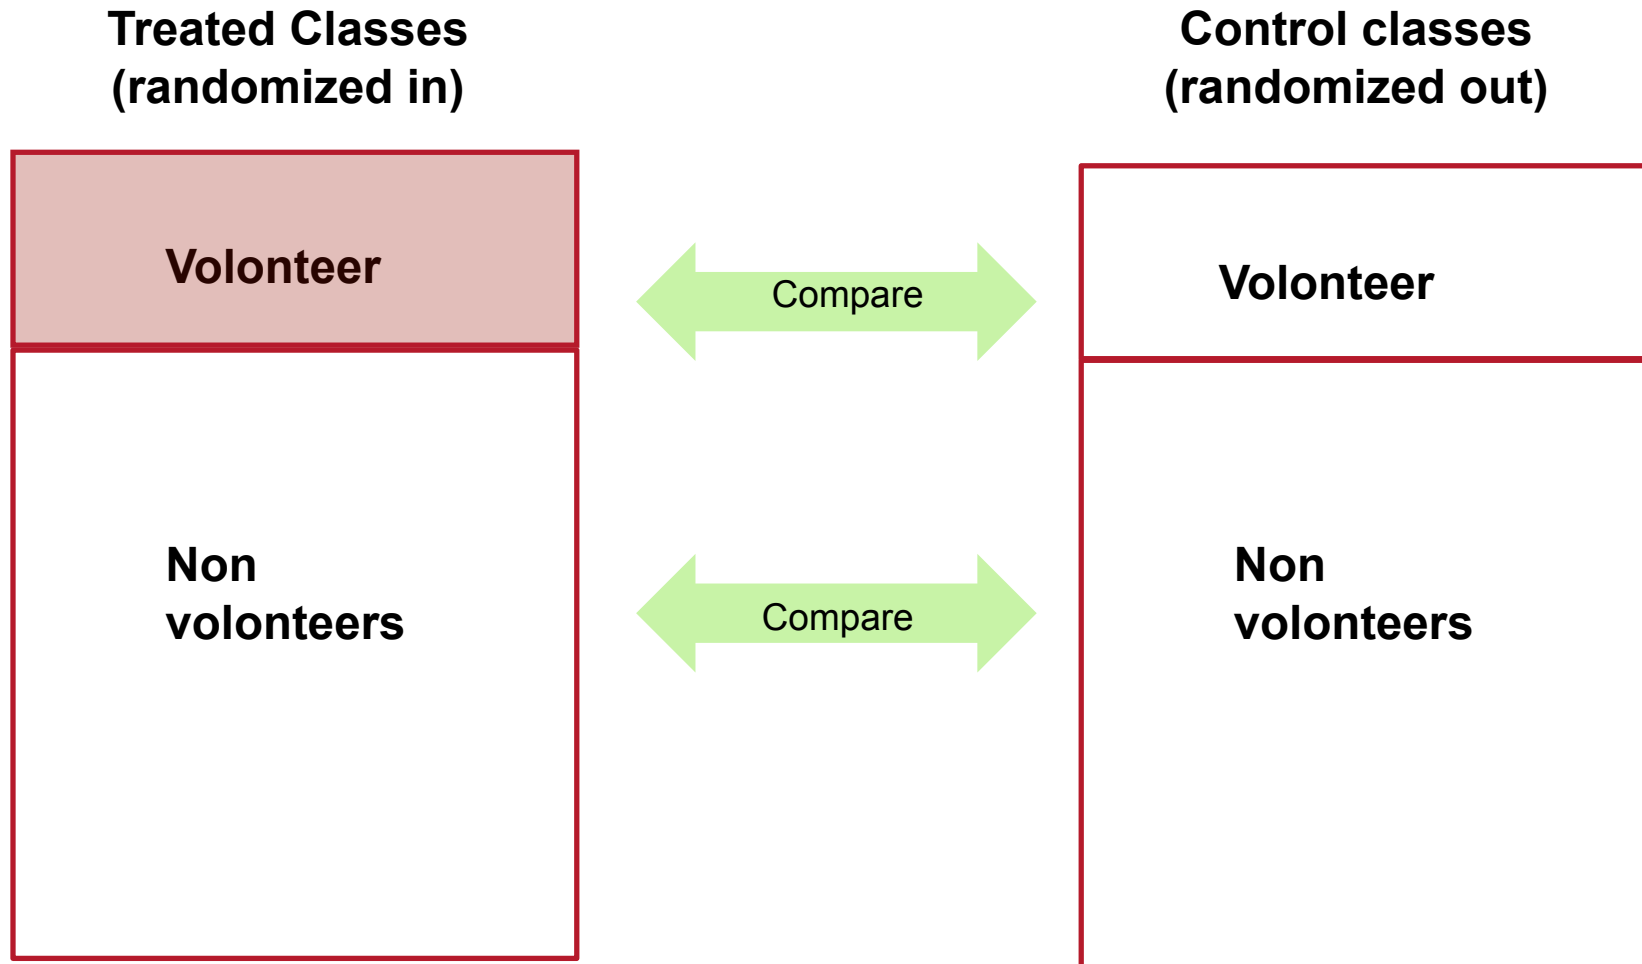 Treated Classes
(randomized in)
Control classes
(randomized out)
Volonteer
Compare
Volonteer
Non
volonteers
Compare
Non
volonteers